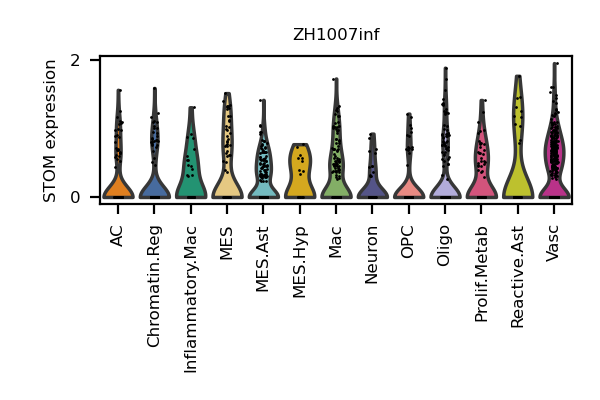 ZH1007inf
STOM expression
2
0
AC
Chromatin.Reg
Inflammatory.Mac
MES
MES.Ast
MES.Hyp
Mac
Neuron
OPC
Oligo
Prolif.Metab
Reactive.Ast
Vasc